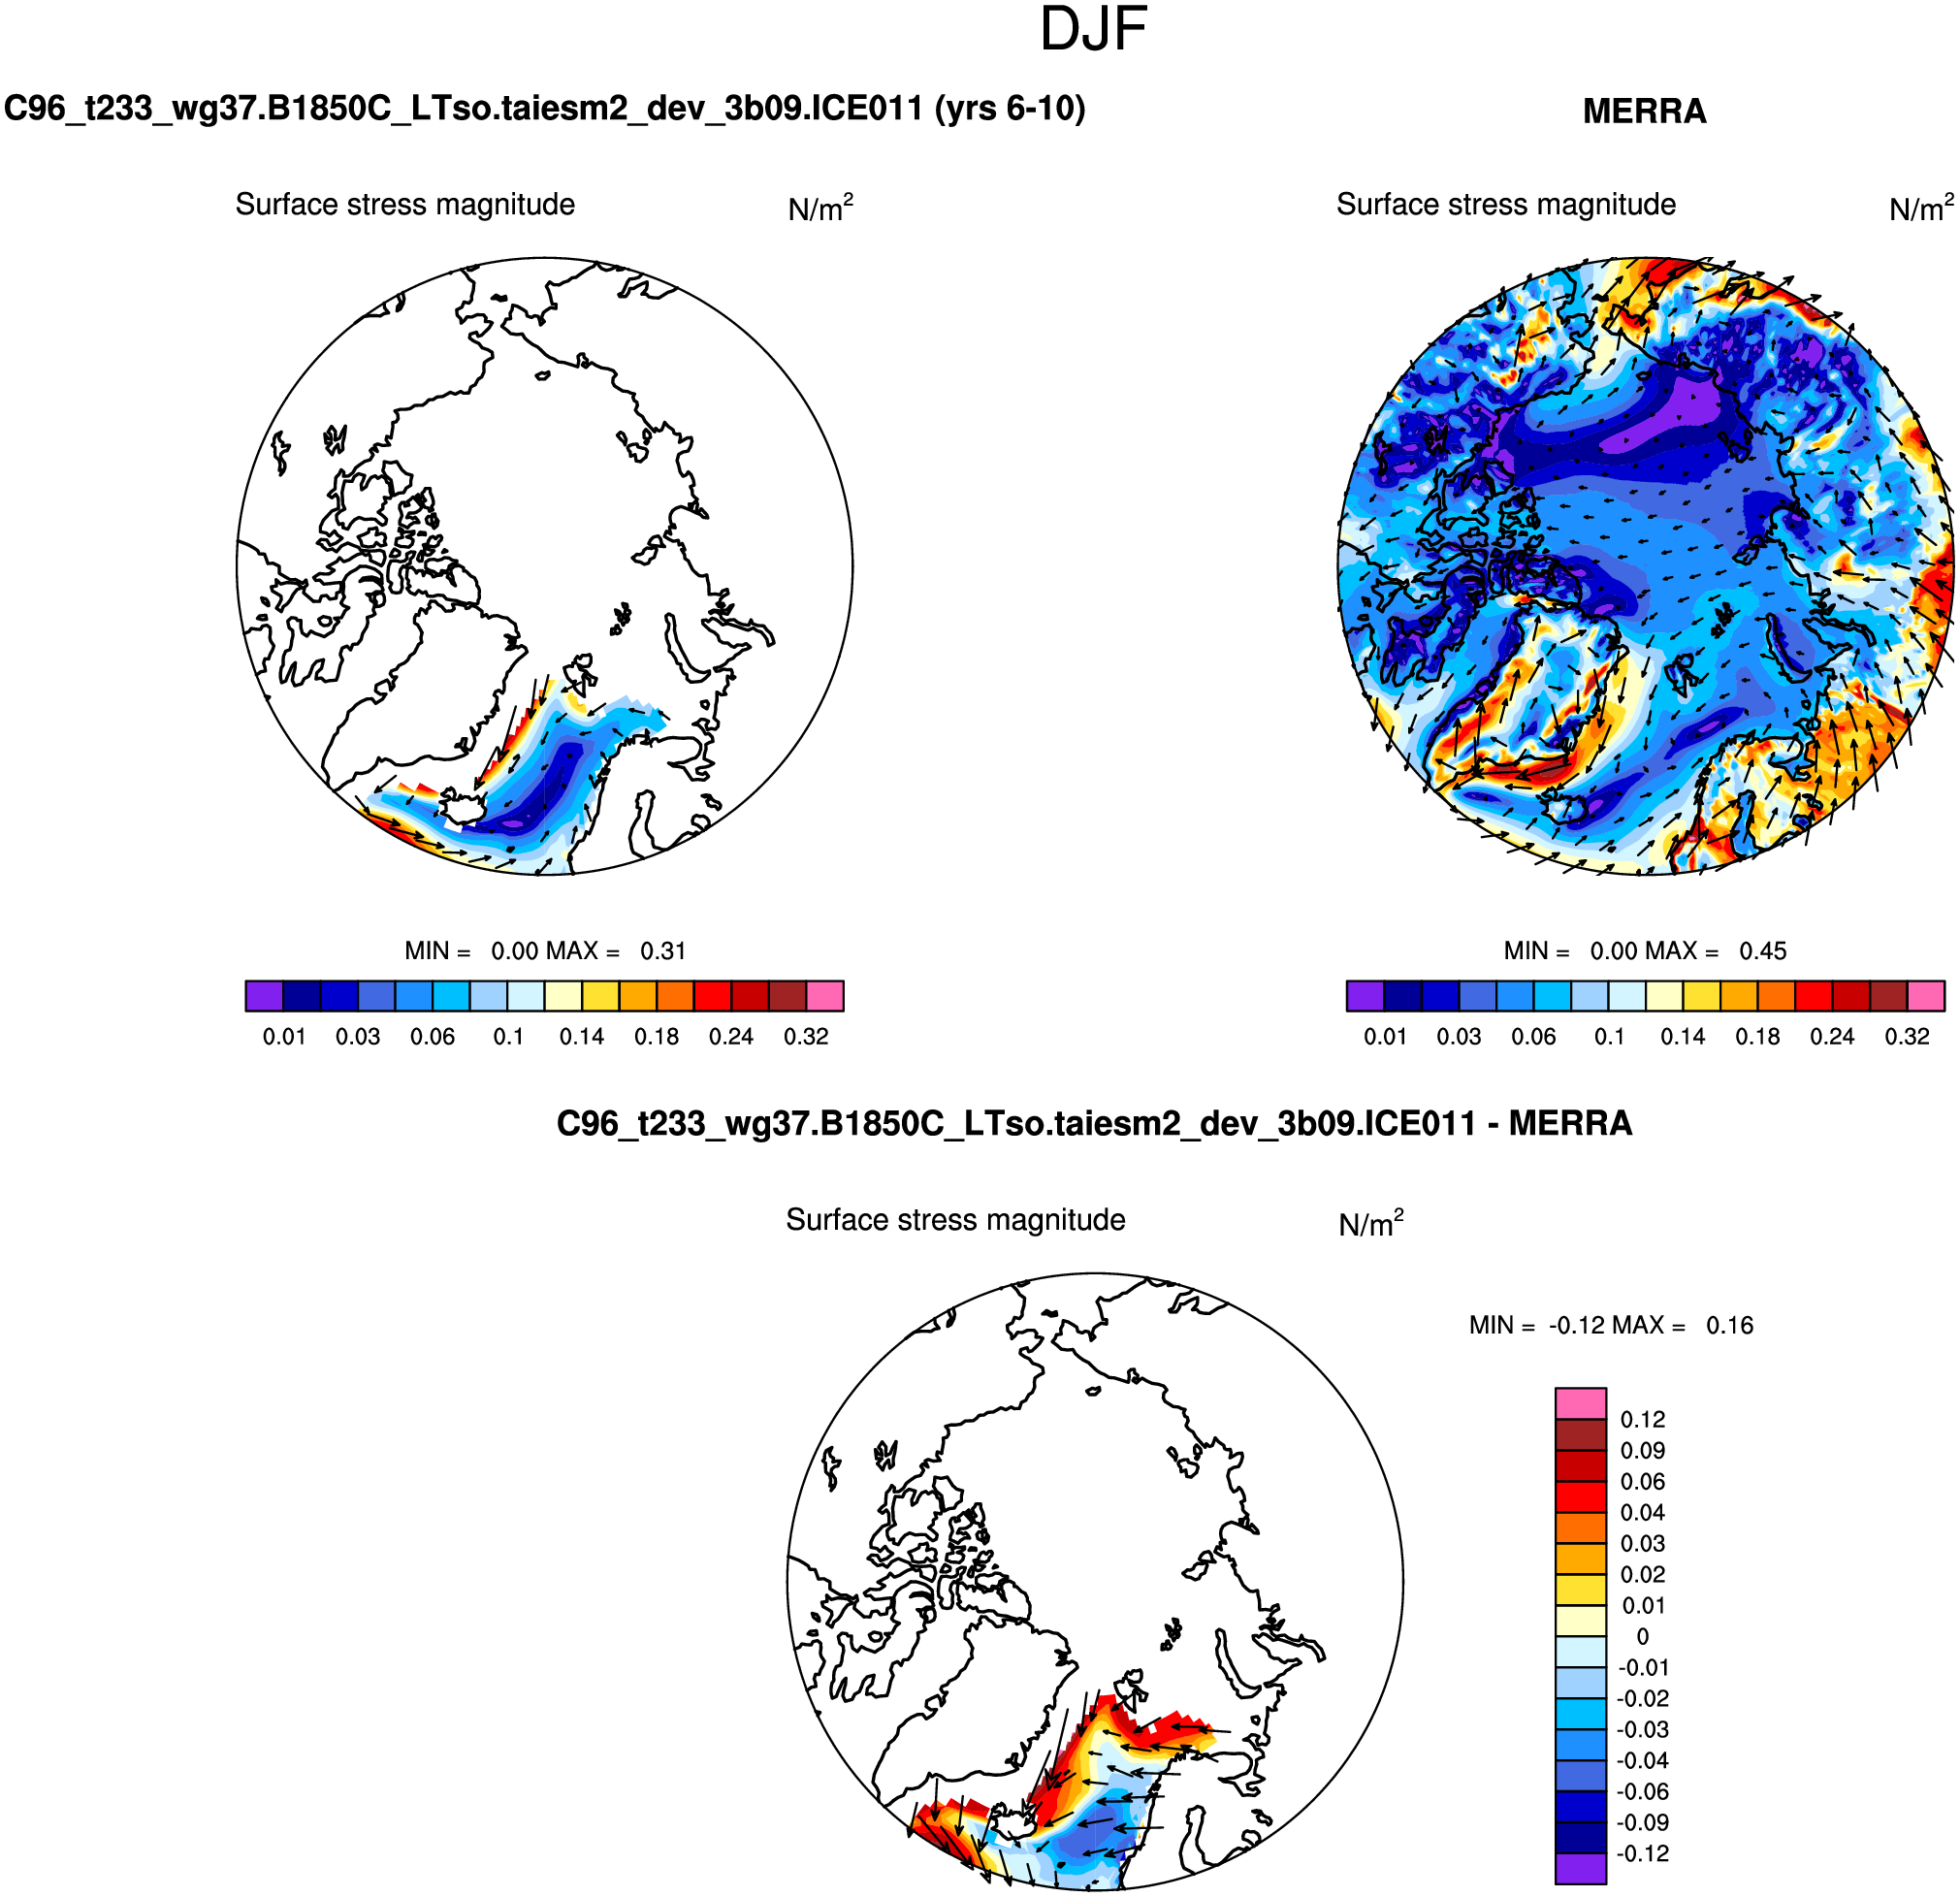 DJF
C96_t233_wg37.B1850C_LTso.taiesm2_dev_3b09.ICE011 (yrs 6-10)
MERRA
Surface stress magnitude N/m²
Surface stress magnitude N/m²
MIN = 0.00 MAX = 0.31
MIN = 0.00 MAX = 0.45
0.01 0.03 0.06 0.1 0.14 0.18 0.24 0.32
0.01 0.03 0.06 0.1 0.14 0.18 0.24 0.32
C96_t233_wg37.B1850C_LTso.taiesm2_dev_3b09.ICE011 - MERRA
Surface stress magnitude N/m²
MIN = -0.12 MAX = 0.16
0.12
0.09
0.06
0.04
0.03
0.02
0.01
0
-0.01
-0.02
-0.03
-0.04
-0.06
-0.09
-0.12